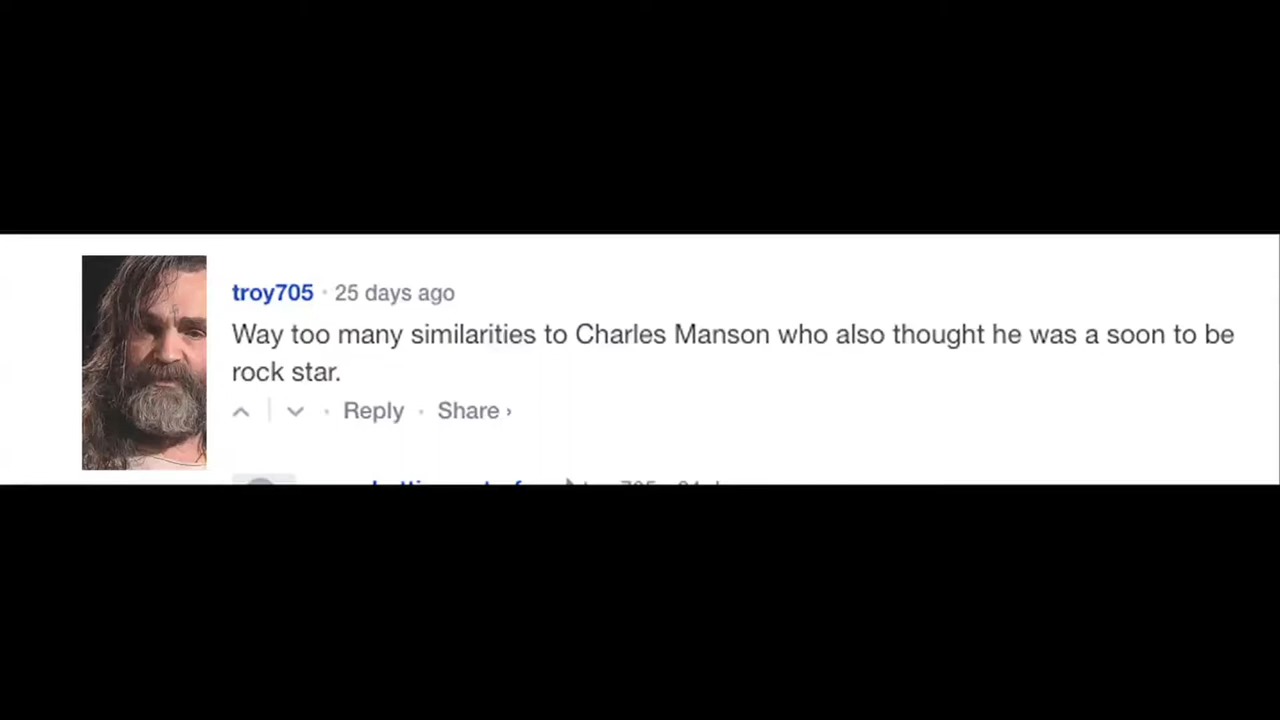 troy705 · 25 days ago
Way too many similarities to Charles Manson who also thought he was a soon to be
rock star.
Reply · Share ›